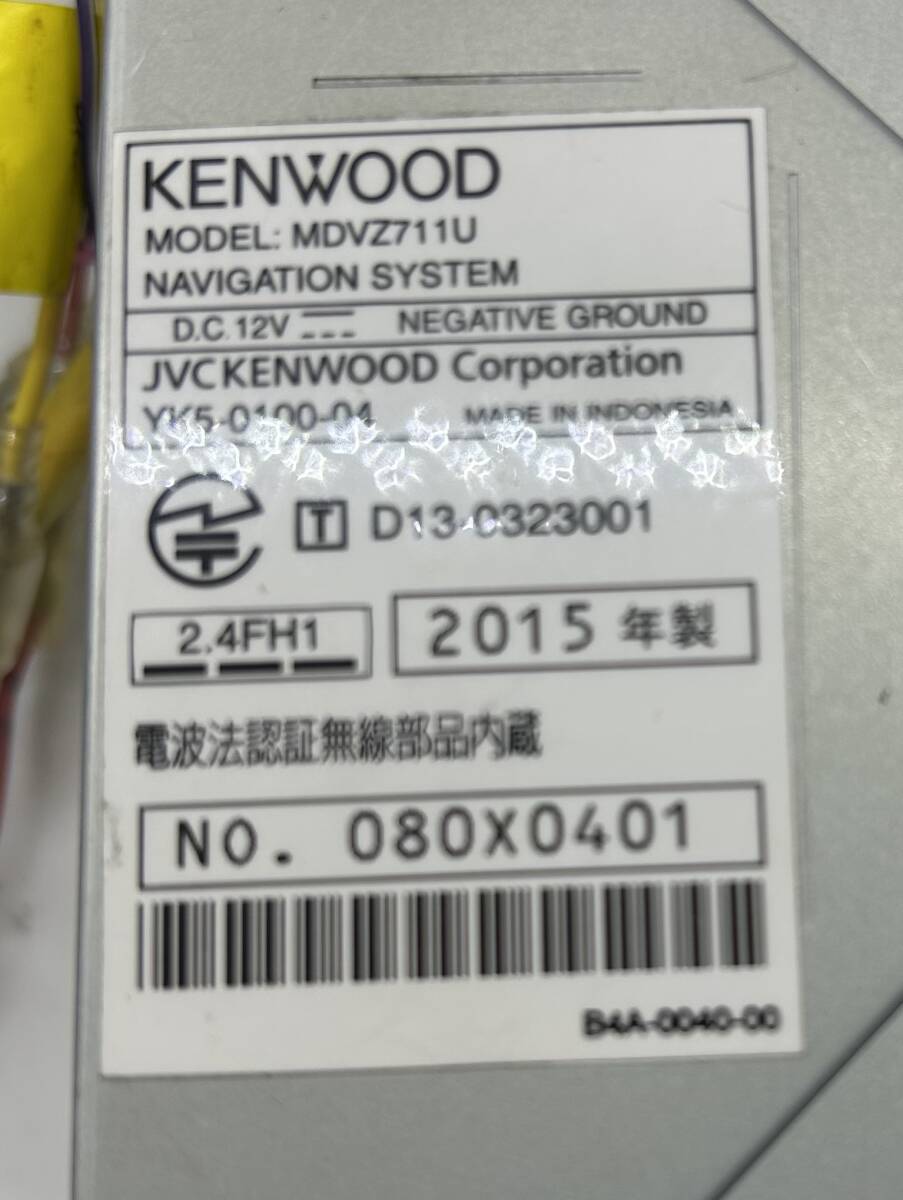 KENWOOD
MODEL: MDVZ711U
NAVIGATION SYSTEM
D.C.12V NEGATIVE GROUND
JVCKENWOOD Corporation
YK5-0100-04 MADE IN INDONESIA
T D13-0323001
2.4FH1 2015 年製
電波法認証無線部品内蔵
NO. 080X0401
B4A-0040-00